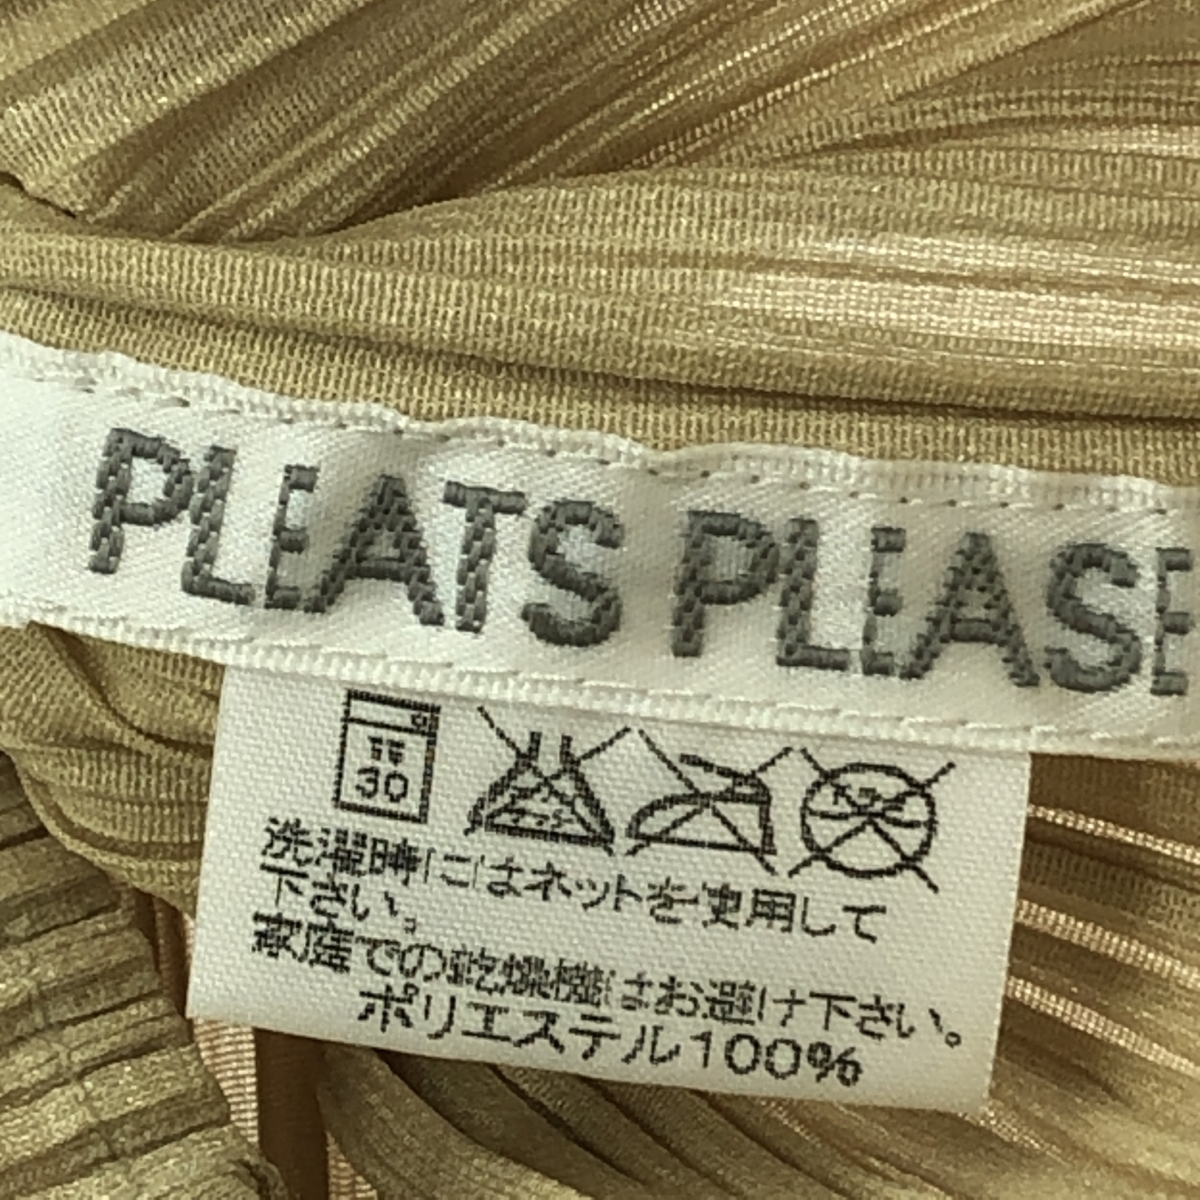 PLEATS PLEASE
弱
30
洗濯時にはネットを使用して
下さい。
家庭での乾燥機はお避け下さい。
ポリエステル100%